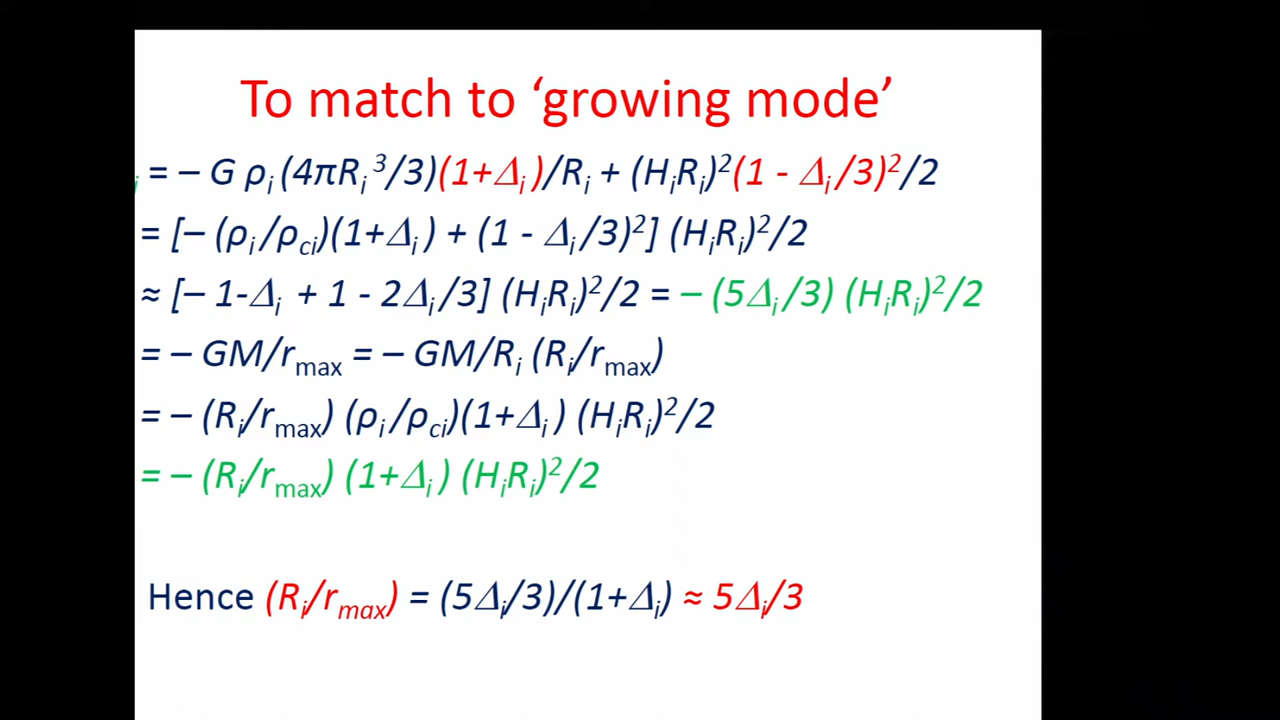 To match to ‘growing mode’
i = – G ρi (4πRi³/3)(1+Δi )/Ri + (HiRi)²(1 - Δi /3)²/2
= [– (ρi /ρci)(1+Δi ) + (1 - Δi /3)²] (HiRi)²/2
≈ [– 1-Δi + 1 - 2Δi /3] (HiRi)²/2 = – (5Δi /3) (HiRi)²/2
= – GM/rmax = – GM/Ri (Ri/rmax)
= – (Ri/rmax) (ρi /ρci)(1+Δi ) (HiRi)²/2
= – (Ri/rmax) (1+Δi ) (HiRi)²/2
Hence (Ri/rmax) = (5Δi/3)/(1+Δi) ≈ 5Δi/3